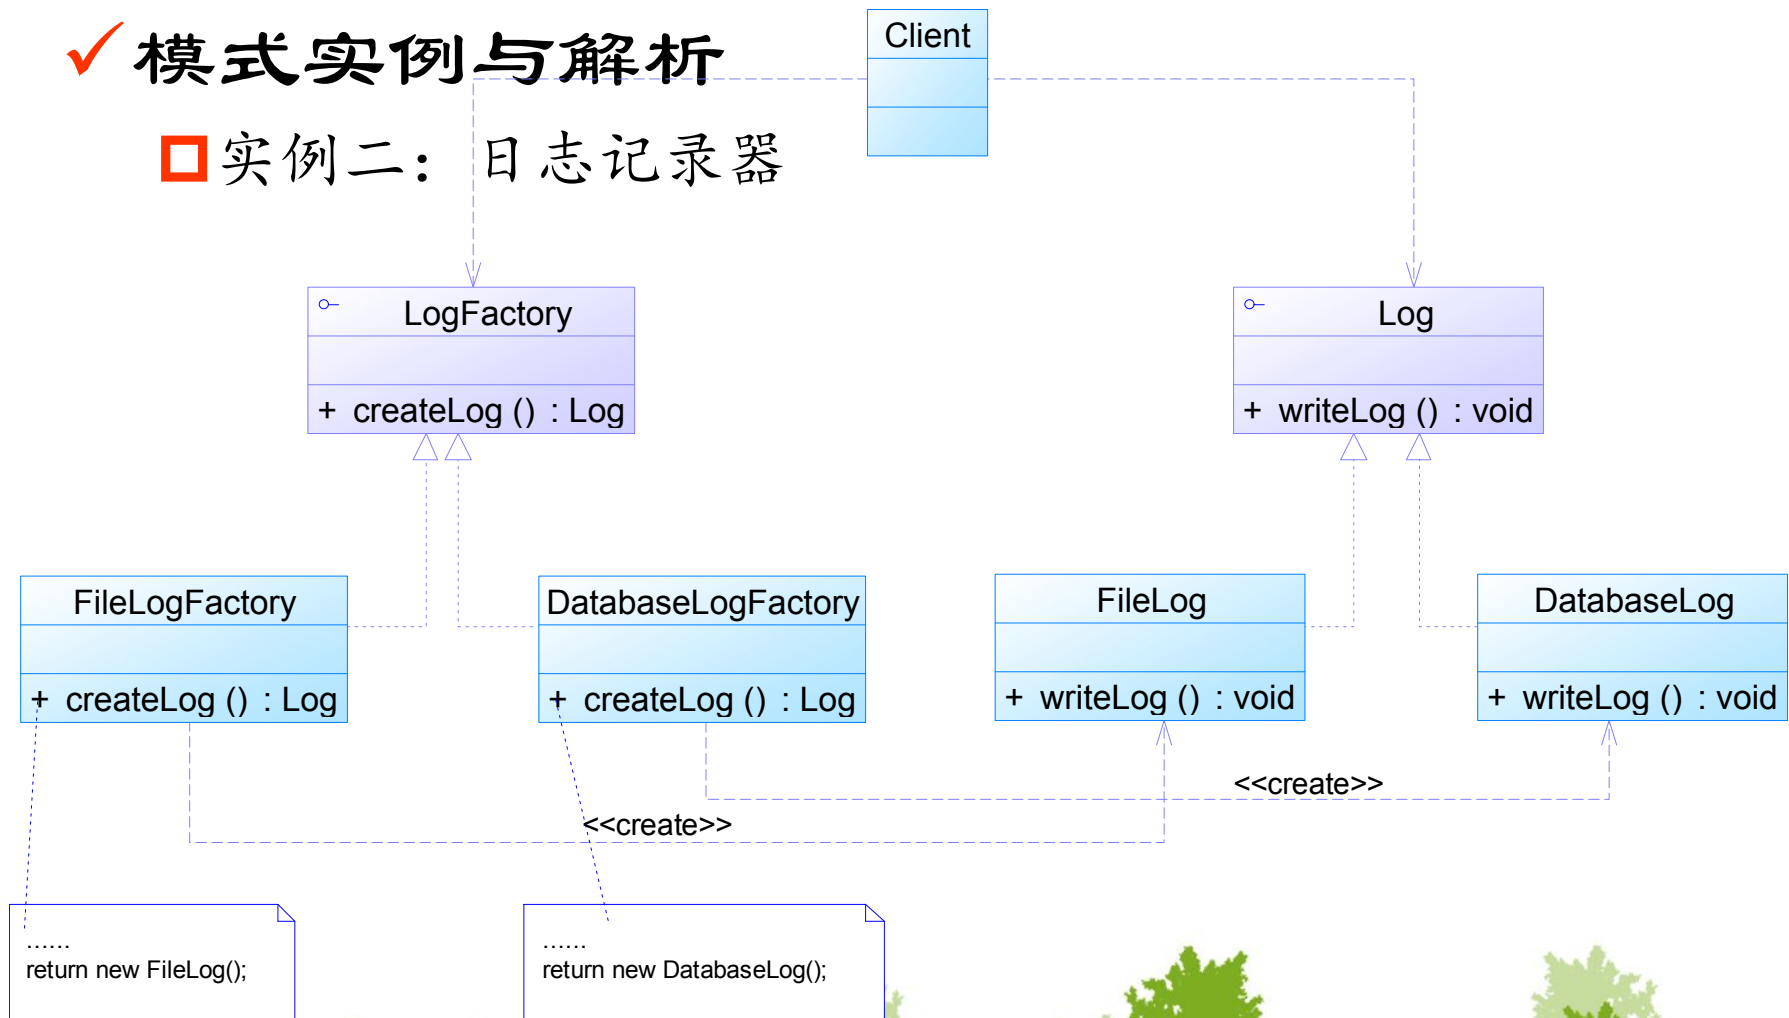 模式实例与解析
实例二：日志记录器
Client
LogFactory
+ createLog () : Log
Log
+ writeLog () : void
FileLogFactory
+ createLog () : Log
DatabaseLogFactory
+ createLog () : Log
FileLog
+ writeLog () : void
DatabaseLog
+ writeLog () : void
<<create>>
<<create>>
......
return new FileLog();
......
return new DatabaseLog();